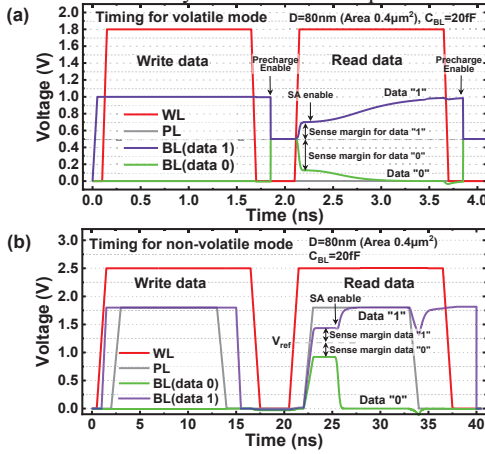 (a)
Timing for volatile mode
D=80nm (Area 0.4μm²), C_BL=20fF
Write data
Precharge Enable
Read data
Precharge Enable
SA enable
Data "1"
WL
PL
BL(data 1)
BL(data 0)
Sense margin for data "1"
Sense margin for data "0"
Data "0"
Voltage (V)
1.8
1.6
1.4
1.2
1.0
0.8
0.6
0.4
0.2
0.0
0.0 0.5 1.0 1.5 2.0 2.5 3.0 3.5 4.0
Time (ns)
(b)
Timing for non-volatile mode
D=80nm (Area 0.4μm²)
C_BL=20fF
Write data
Read data
SA enable
Data "1"
V_ref
Sense margin data "1"
Sense margin data "0"
WL
PL
BL(data 0)
BL(data 1)
Data "0"
Voltage (V)
3.0
2.5
2.0
1.5
1.0
0.5
0.0
0 5 10 15 20 25 30 35 40
Time (ns)